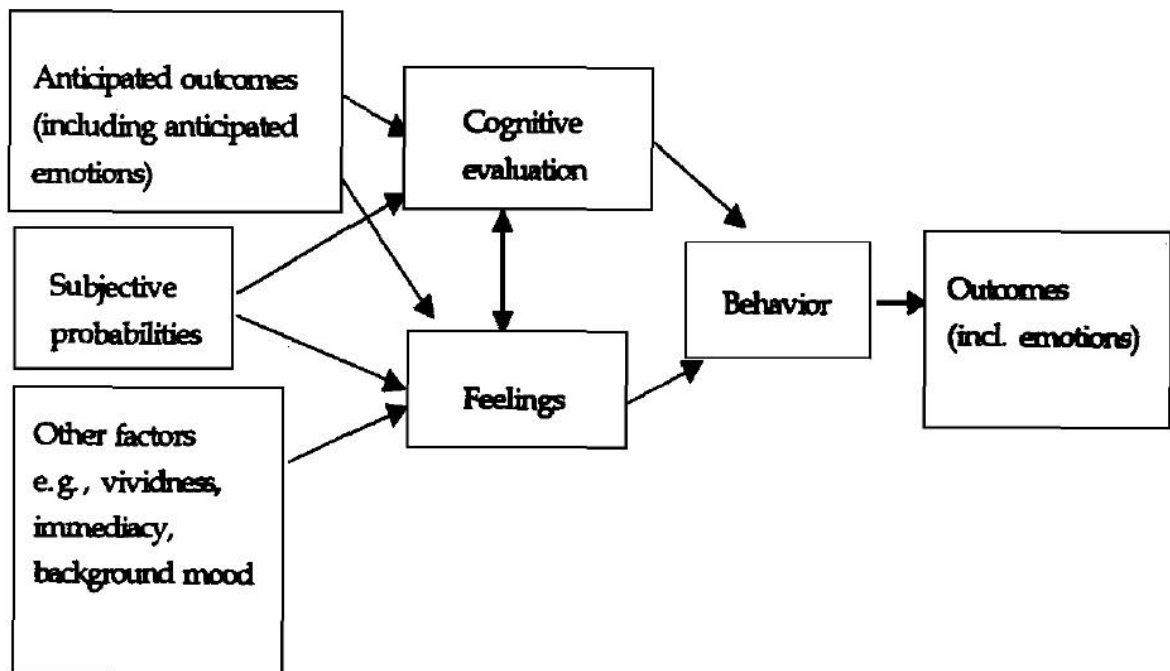 Anticipated outcomes
(including anticipated
emotions)
Cognitive
evaluation
Subjective
probabilities
Feelings
Behavior
Outcomes
(incl. emotions)
Other factors
e.g., vividness,
immediacy,
background mood